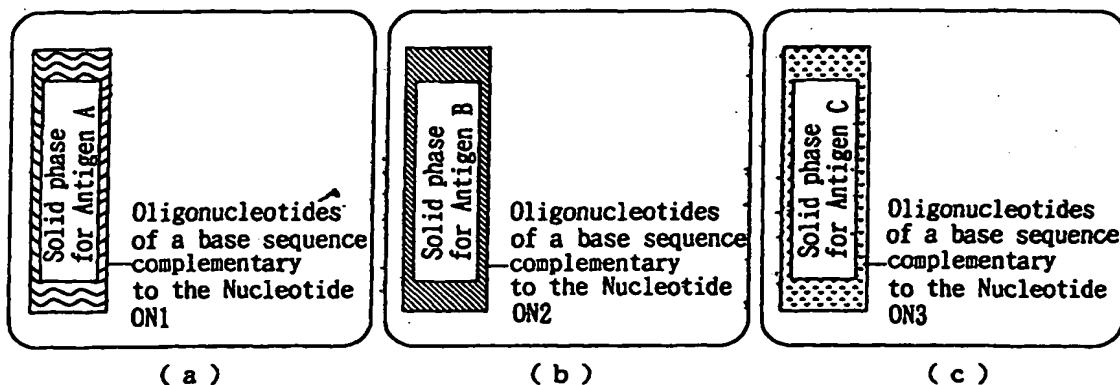 Solid phase
for Antigen A
Oligonucleotides
of a base sequence
complementary
to the Nucleotide
ON1
( a )
Solid phase
for Antigen B
Oligonucleotides
of a base sequence
complementary
to the Nucleotide
ON2
( b )
Solid phase
for Antigen C
Oligonucleotides
of a base sequence
complementary
to the Nucleotide
ON3
( c )